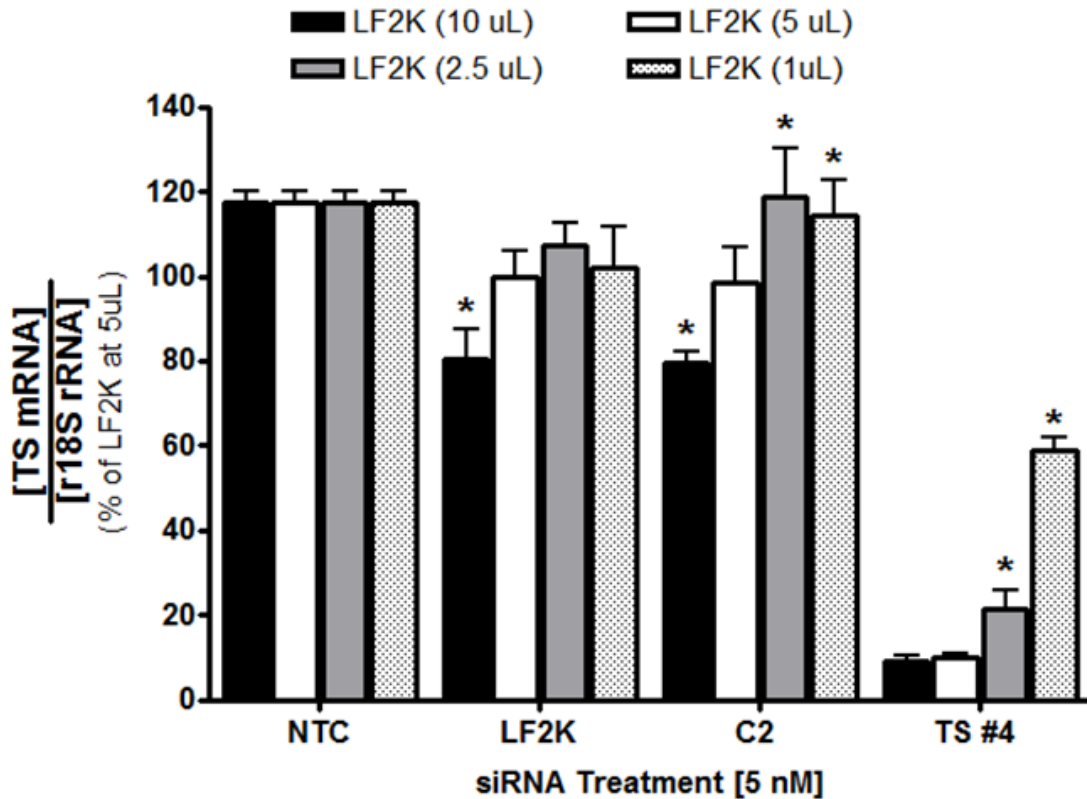 LF2K (10 uL) LF2K (5 uL)
LF2K (2.5 uL) LF2K (1uL)
[TS mRNA]
[r18S rRNA]
(% of LF2K at 5uL)
140
120
100
80
60
40
20
0
* * * * * *
NTC LF2K C2 TS #4
siRNA Treatment [5 nM]